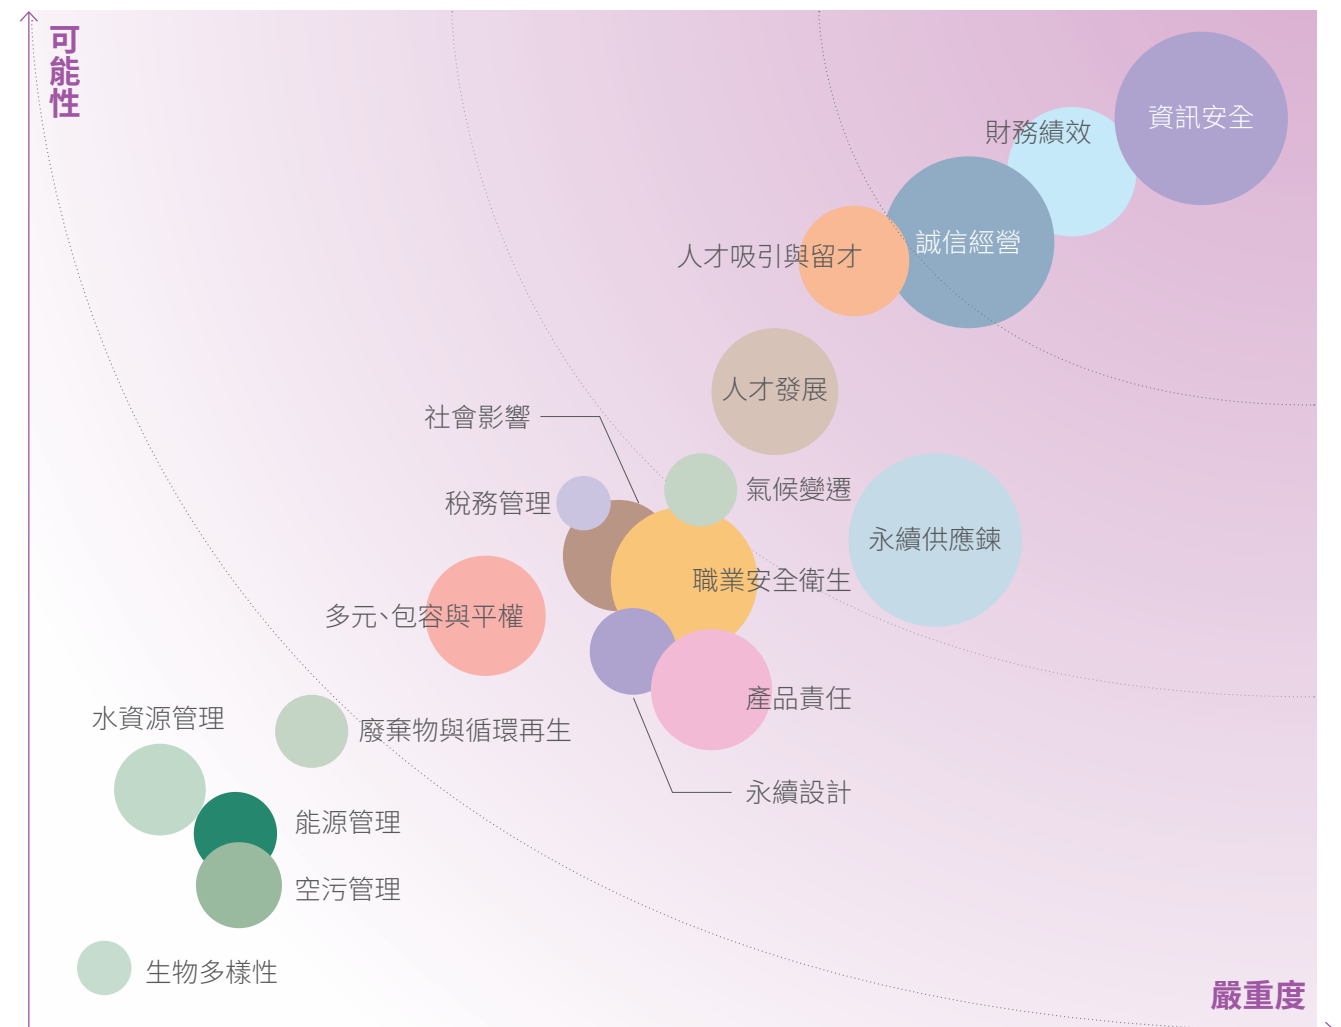 可能性
資訊安全
財務績效
誠信經營
人才吸引與留才
人才發展
社會影響
氣候變遷
稅務管理
永續供應鍊
職業安全衛生
多元、包容與平權
產品責任
水資源管理
廢棄物與循環再生
永續設計
能源管理
空污管理
生物多樣性
嚴重度